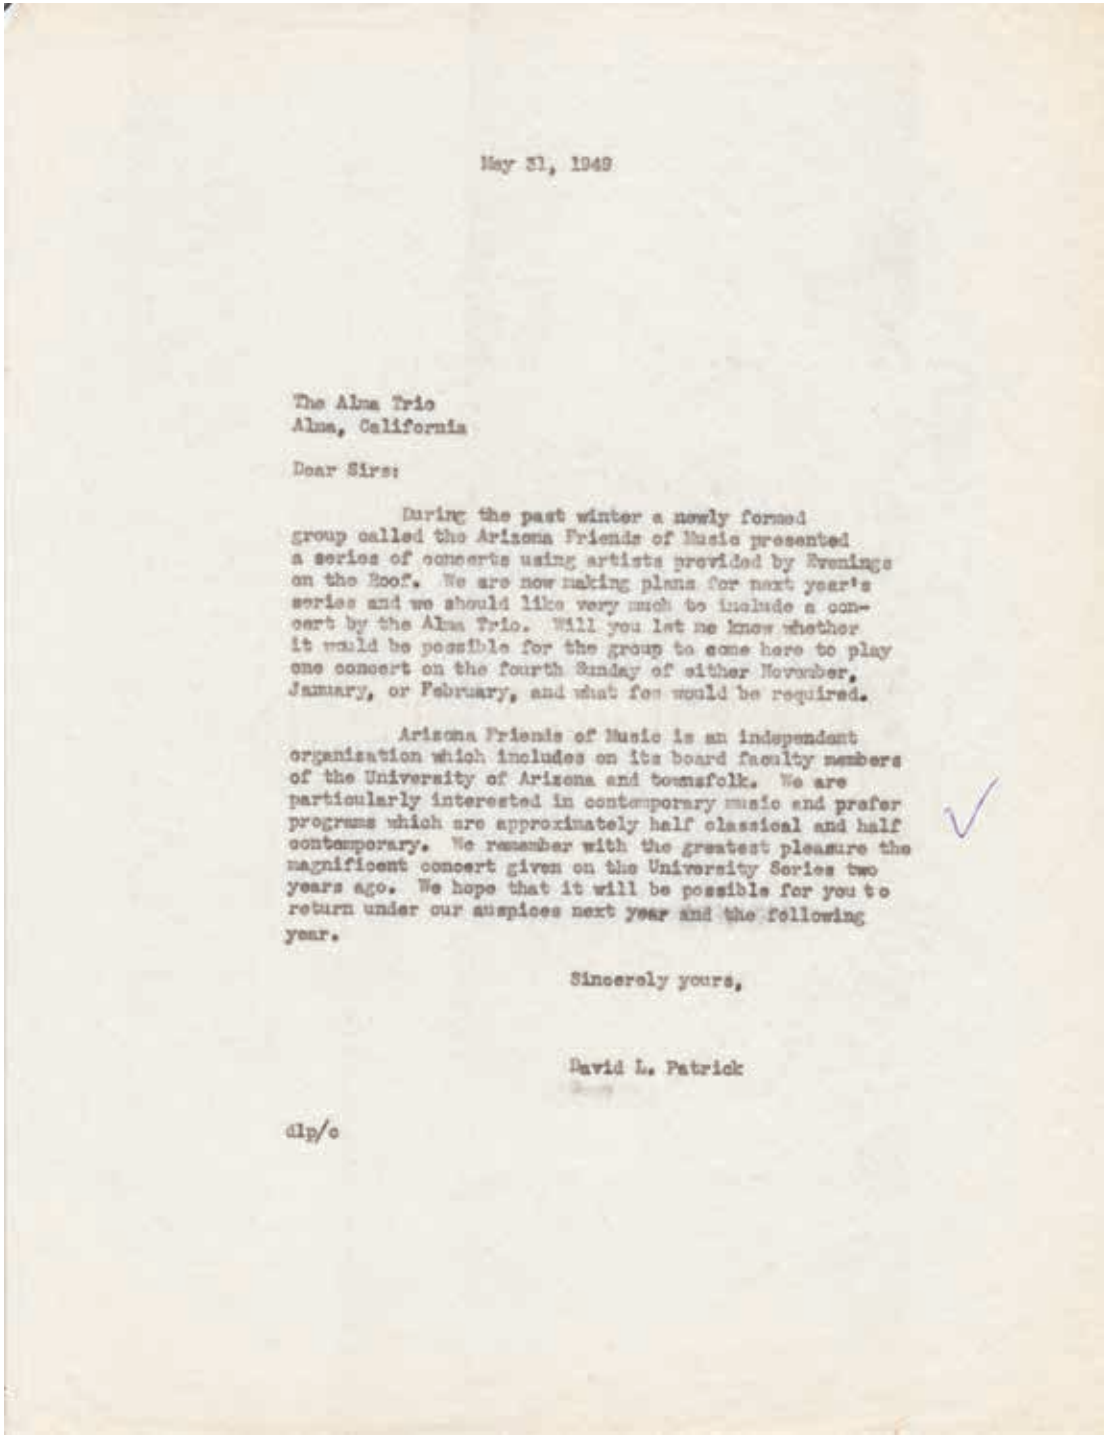 May 31, 1949
The Alma Trio
Alma, California
Dear Sirs:
During the past winter a newly formed
group called the Arizona Friends of Music presented
a series of concerts using artists provided by Evenings
on the Roof. We are now making plans for next year's
series and we should like very much to include a con-
cert by the Alma Trio. Will you let me know whether
it would be possible for the group to come here to play
one concert on the fourth Sunday of either November,
January, or February, and what fee would be required.
Arizona Friends of Music is an independent
organization which includes on its board faculty members
of the University of Arizona and townsfolk. We are
particularly interested in contemporary music and prefer
programs which are approximately half classical and half
contemporary. We remember with the greatest pleasure the
magnificent concert given on the University Series two
years ago. We hope that it will be possible for you to
return under our auspices next year and the following
year.
Sincerely yours,
David L. Patrick
dlp/c